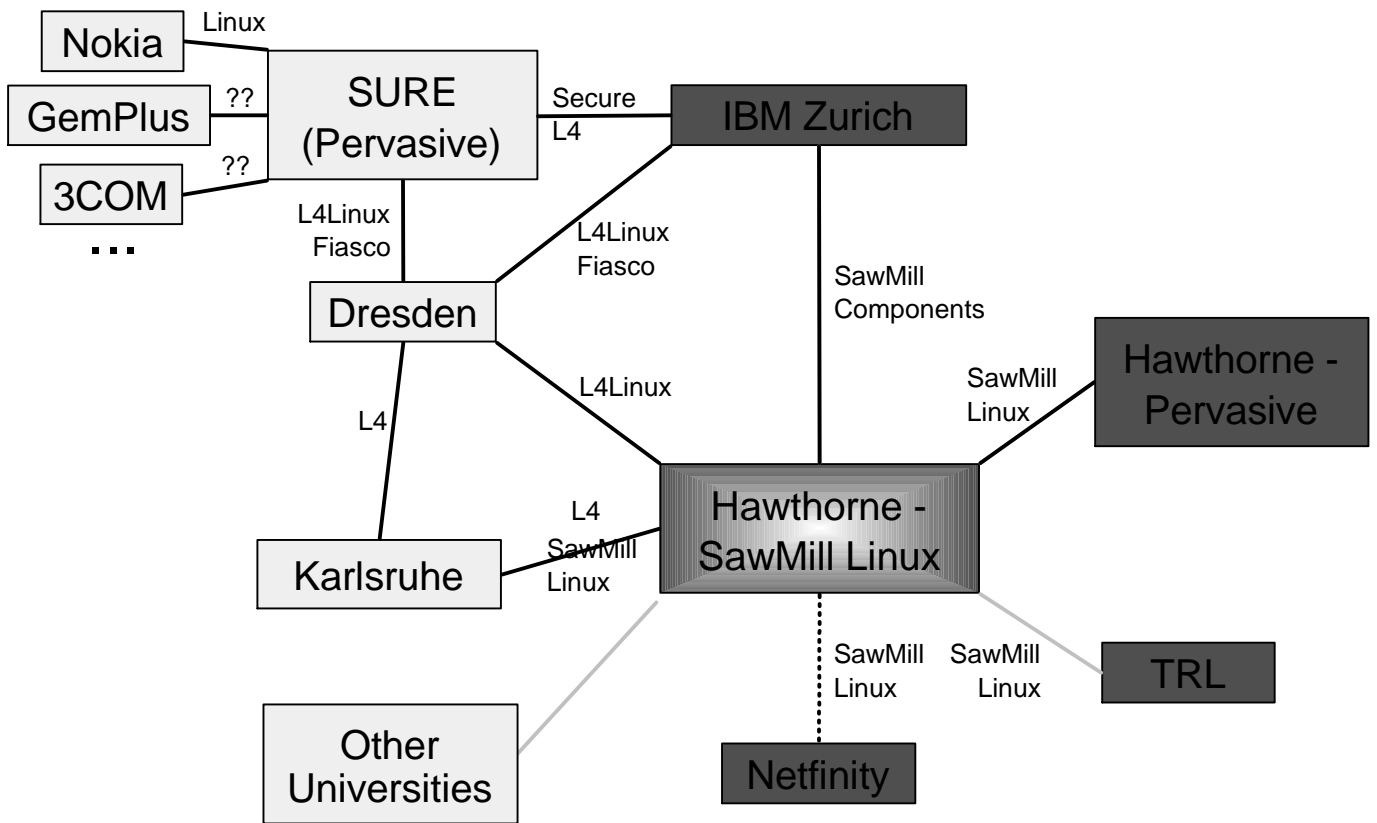 Linux
Nokia
??
GemPlus
??
3COM
...
SURE
(Pervasive)
Secure
L4
IBM Zurich
L4Linux
Fiasco
L4Linux
Fiasco
SawMill
Components
Dresden
Hawthorne -
Pervasive
SawMill
Linux
L4Linux
L4
Hawthorne -
SawMill Linux
L4
SawMill
Linux
Karlsruhe
SawMill
Linux
SawMill
Linux
TRL
Other
Universities
Netfinity